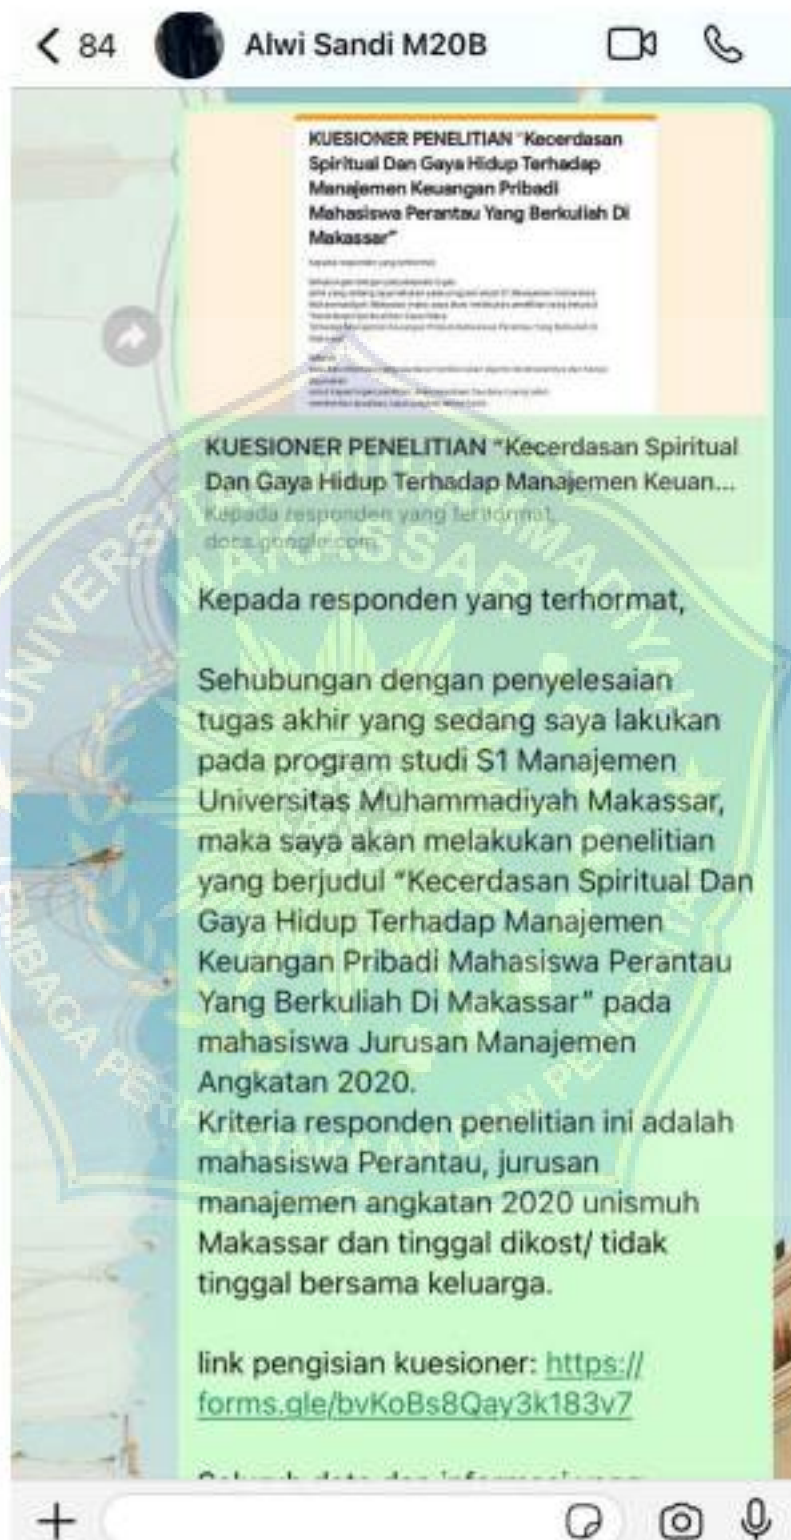 84
Alwi Sandi M20B
KUESIONER PENELITIAN "Kecerdasan
Spiritual Dan Gaya Hidup Terhadap
Manajemen Keuangan Pribadi
Mahasiswa Perantau Yang Berkuliah Di
Makassar"
KUESIONER PENELITIAN "Kecerdasan Spiritual
Dan Gaya Hidup Terhadap Manajemen Keuan...
Kepada responden yang terhormat,
docs.google.com
Kepada responden yang terhormat,
Sehubungan dengan penyelesaian
tugas akhir yang sedang saya lakukan
pada program studi S1 Manajemen
Universitas Muhammadiyah Makassar,
maka saya akan melakukan penelitian
yang berjudul "Kecerdasan Spiritual Dan
Gaya Hidup Terhadap Manajemen
Keuangan Pribadi Mahasiswa Perantau
Yang Berkuliah Di Makassar" pada
mahasiswa Jurusan Manajemen
Angkatan 2020.
Kriteria responden penelitian ini adalah
mahasiswa Perantau, jurusan
manajemen angkatan 2020 unismuh
Makassar dan tinggal dikost/ tidak
tinggal bersama keluarga.
link pengisian kuesioner: https://
forms.gle/bvKoBs8Qay3k183v7